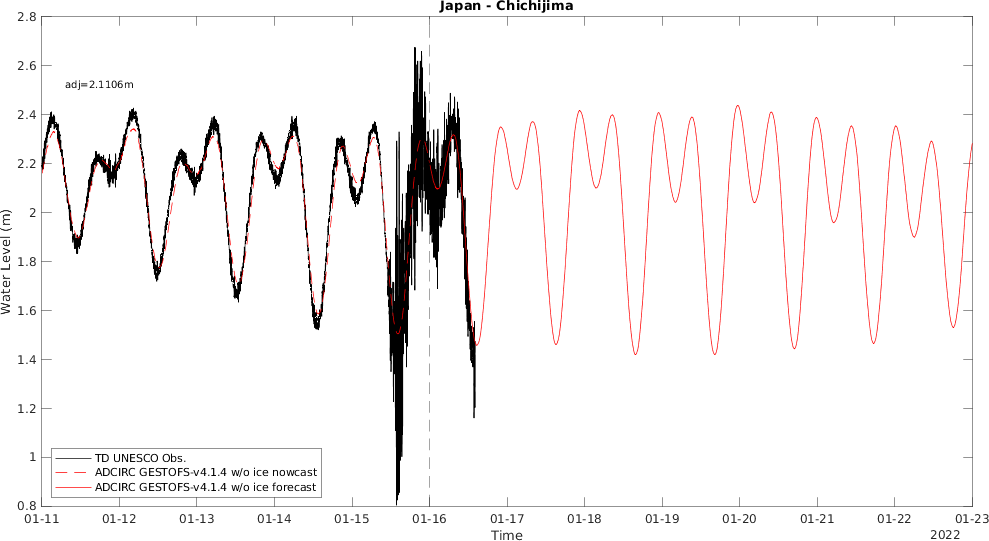 Japan - Chichijima
2.8
2.6
2.4
2.2
2
1.8
1.6
1.4
1.2
1
0.8
Water Level (m)
adj=2.1106m
TD UNESCO Obs.
ADCIRC GESTOFS-v4.1.4 w/o ice nowcast
ADCIRC GESTOFS-v4.1.4 w/o ice forecast
01-11 01-12 01-13 01-14 01-15 01-16 01-17 01-18 01-19 01-20 01-21 01-22 01-23
Time
2022